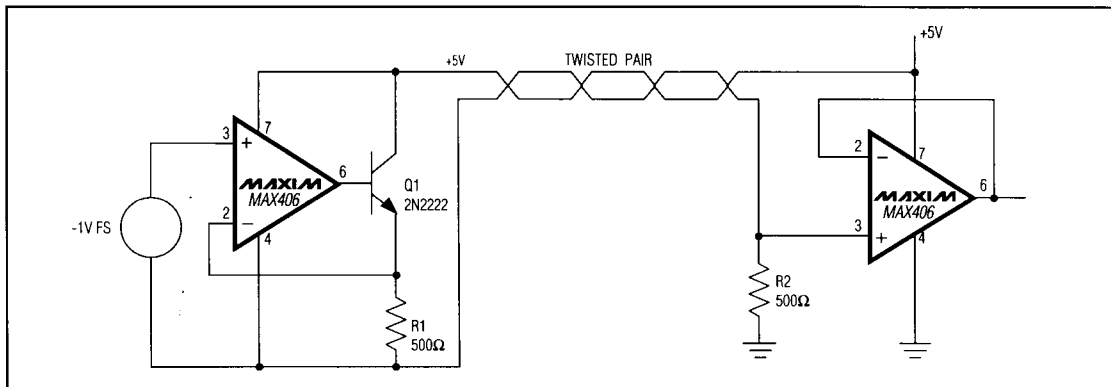 +5V
TWISTED PAIR
+5V
3
+
7
MAXIM
MAX406
6
2
-
4
Q1
2N2222
-1V FS
R1
500Ω
2
-
7
MAXIM
MAX406
6
3
+
4
R2
500Ω